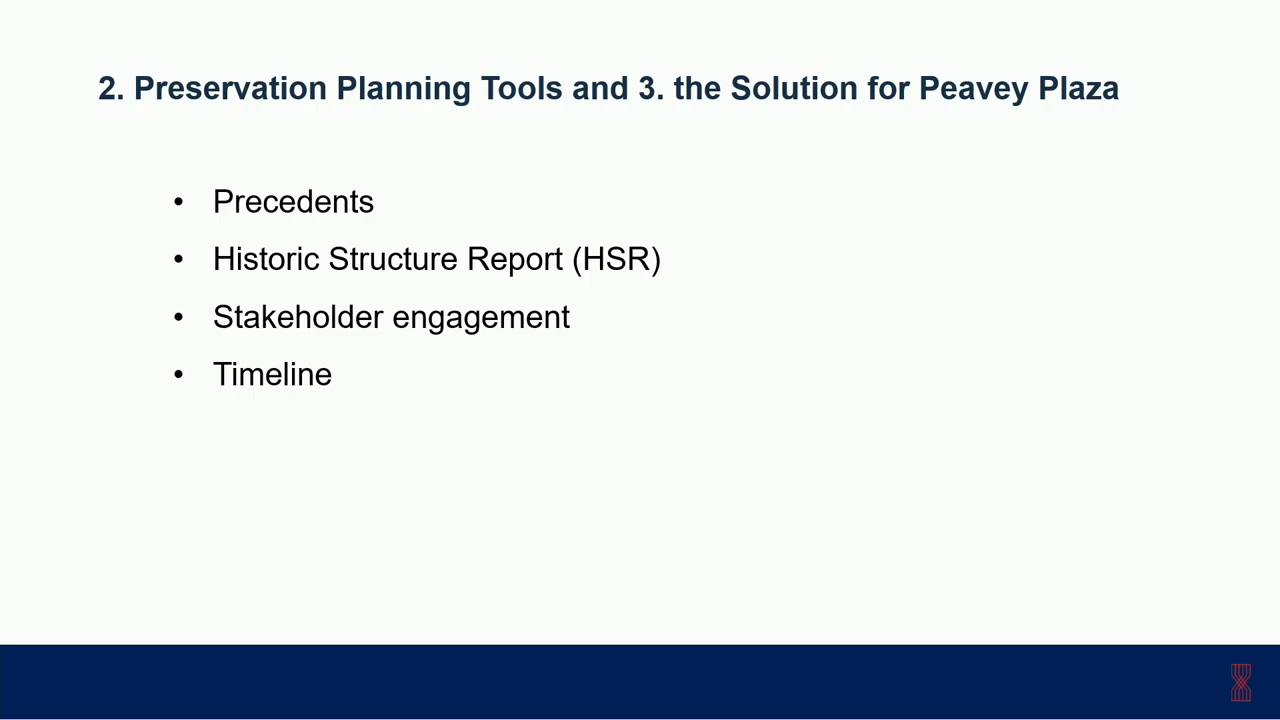 2. Preservation Planning Tools and 3. the Solution for Peavey Plaza
• Precedents
• Historic Structure Report (HSR)
• Stakeholder engagement
• Timeline